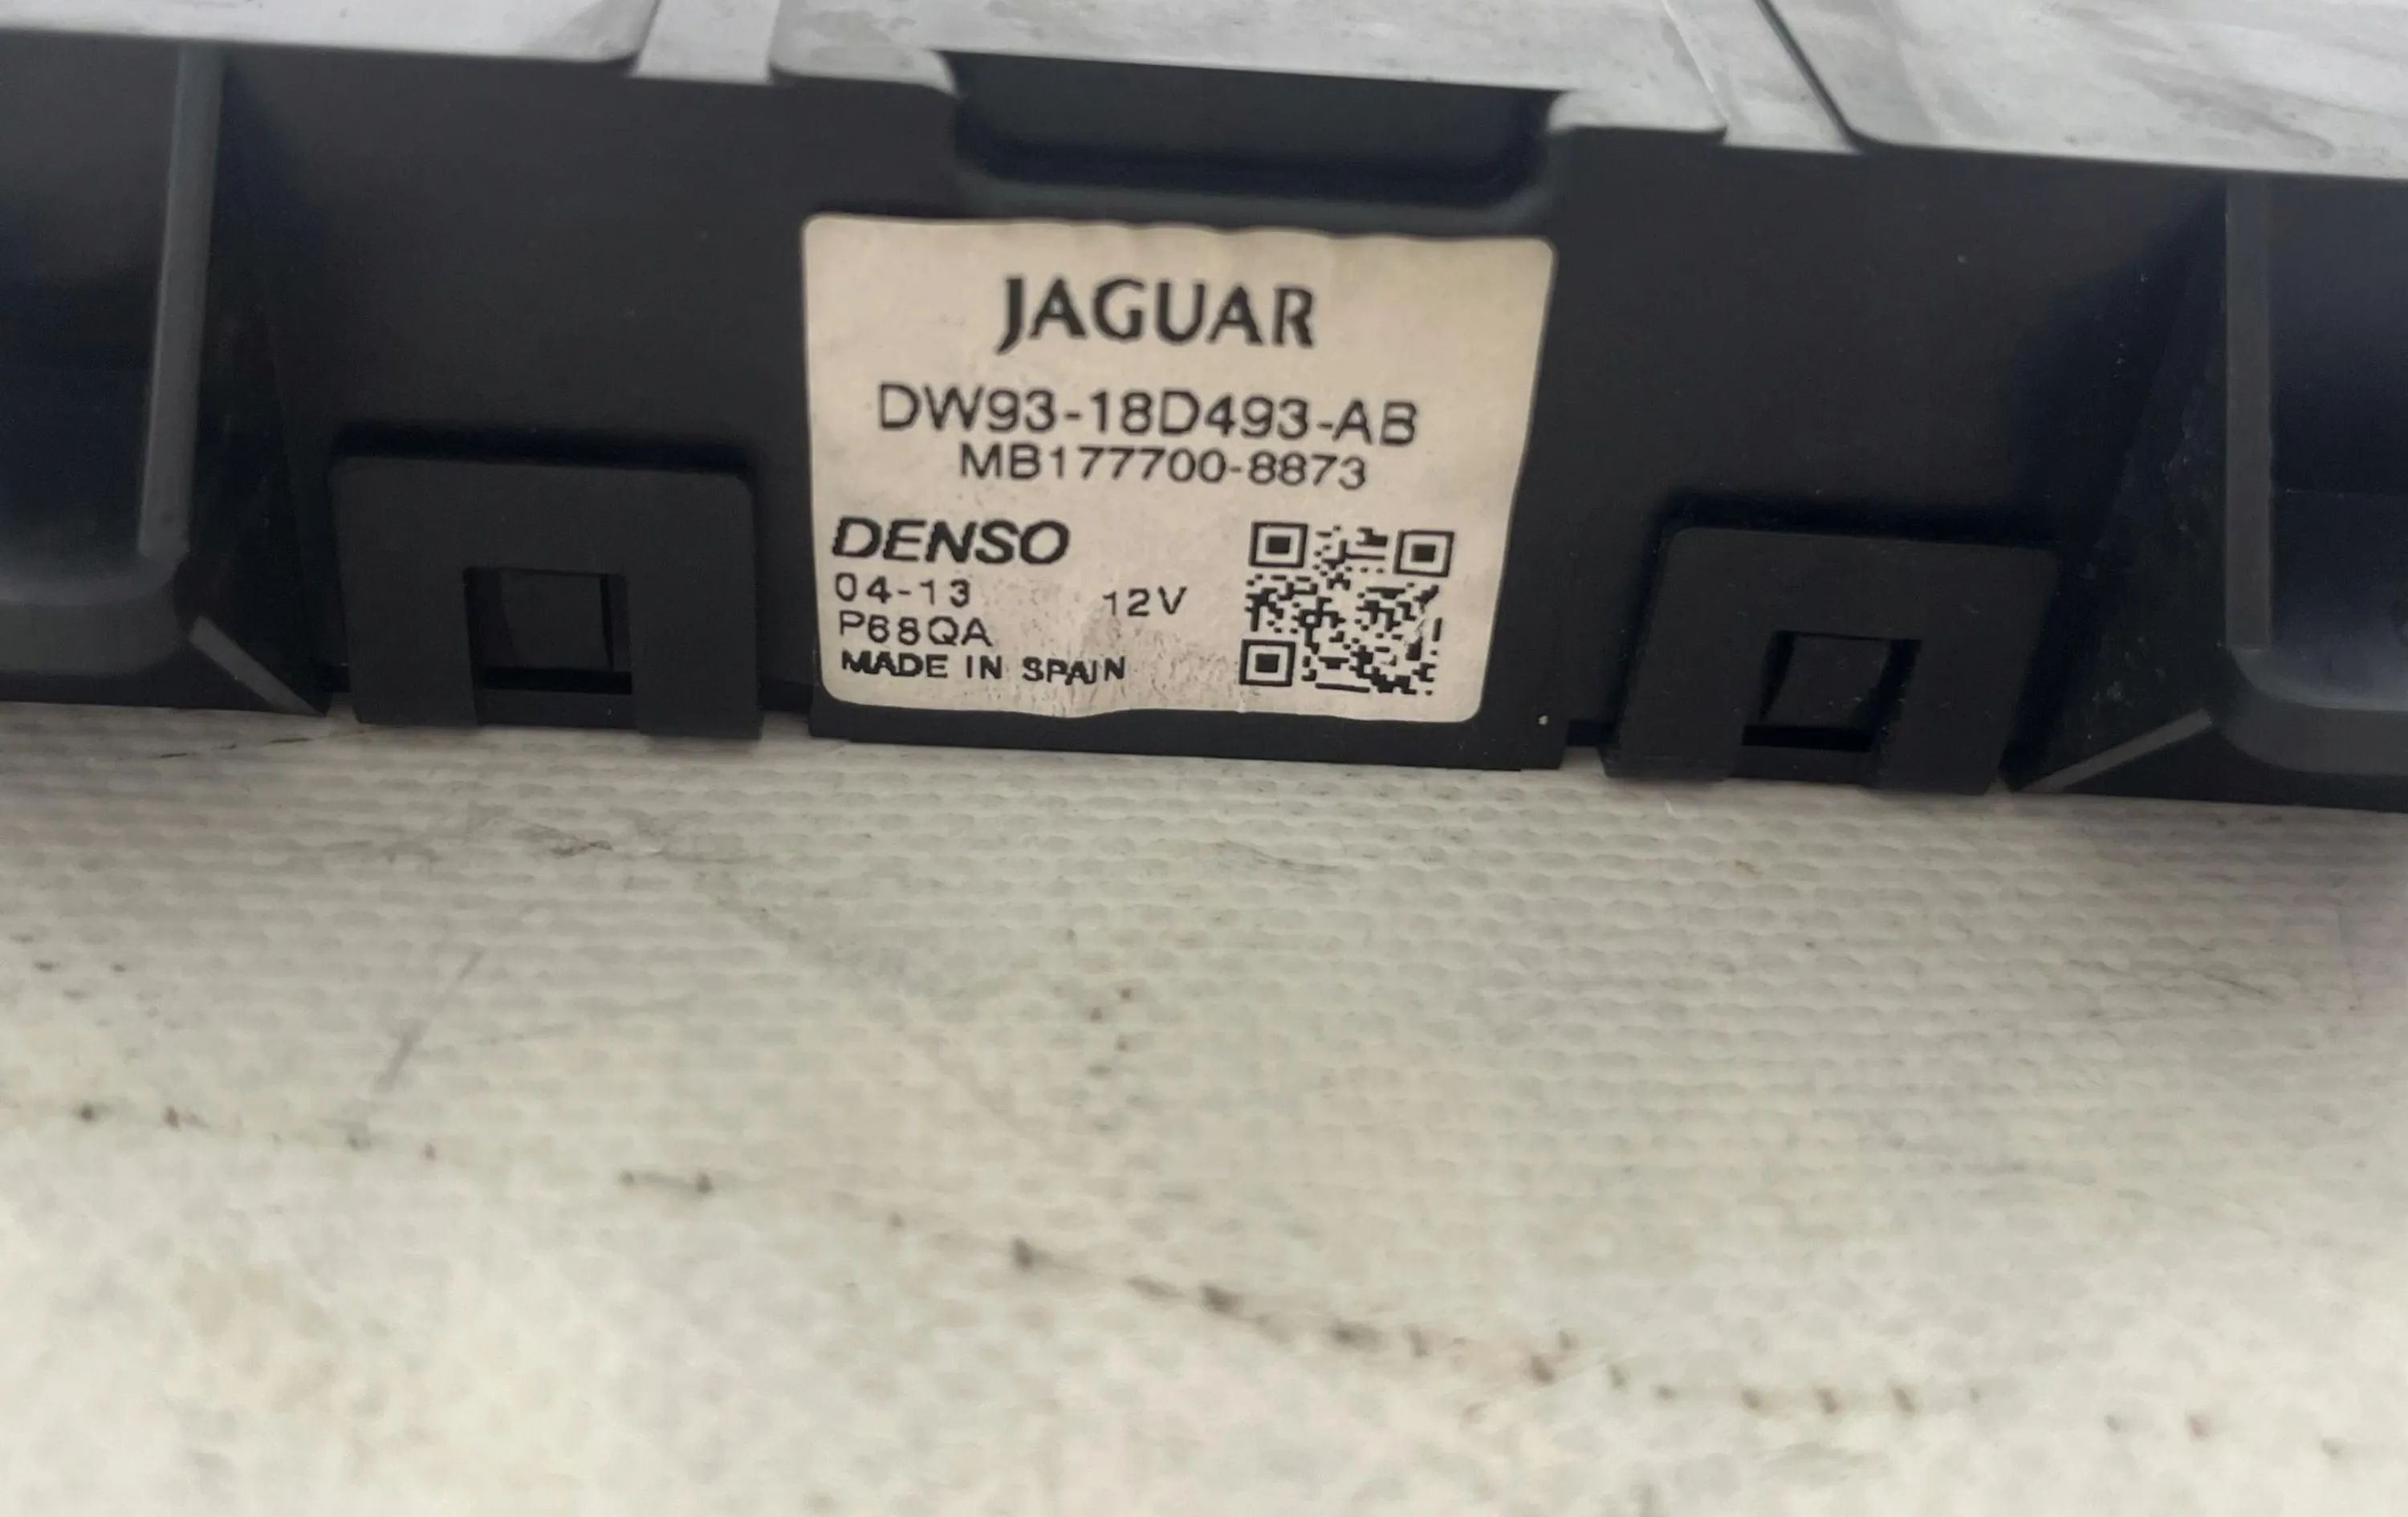 JAGUAR
DW93-18D493-AB
MB177700-8873
DENSO
04-13 12V
P68QA
MADE IN SPAIN